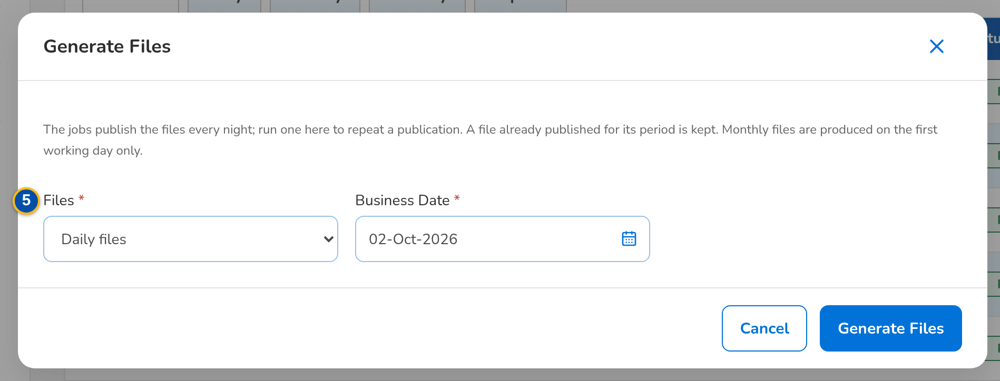 Generate Files
The jobs publish the files every night; run one here to repeat a publication. A file already published for its period is kept. Monthly files are produced on the first
working day only.
5
Files *
Business Date *
Daily files
02-Oct-2026
Cancel
Generate Files